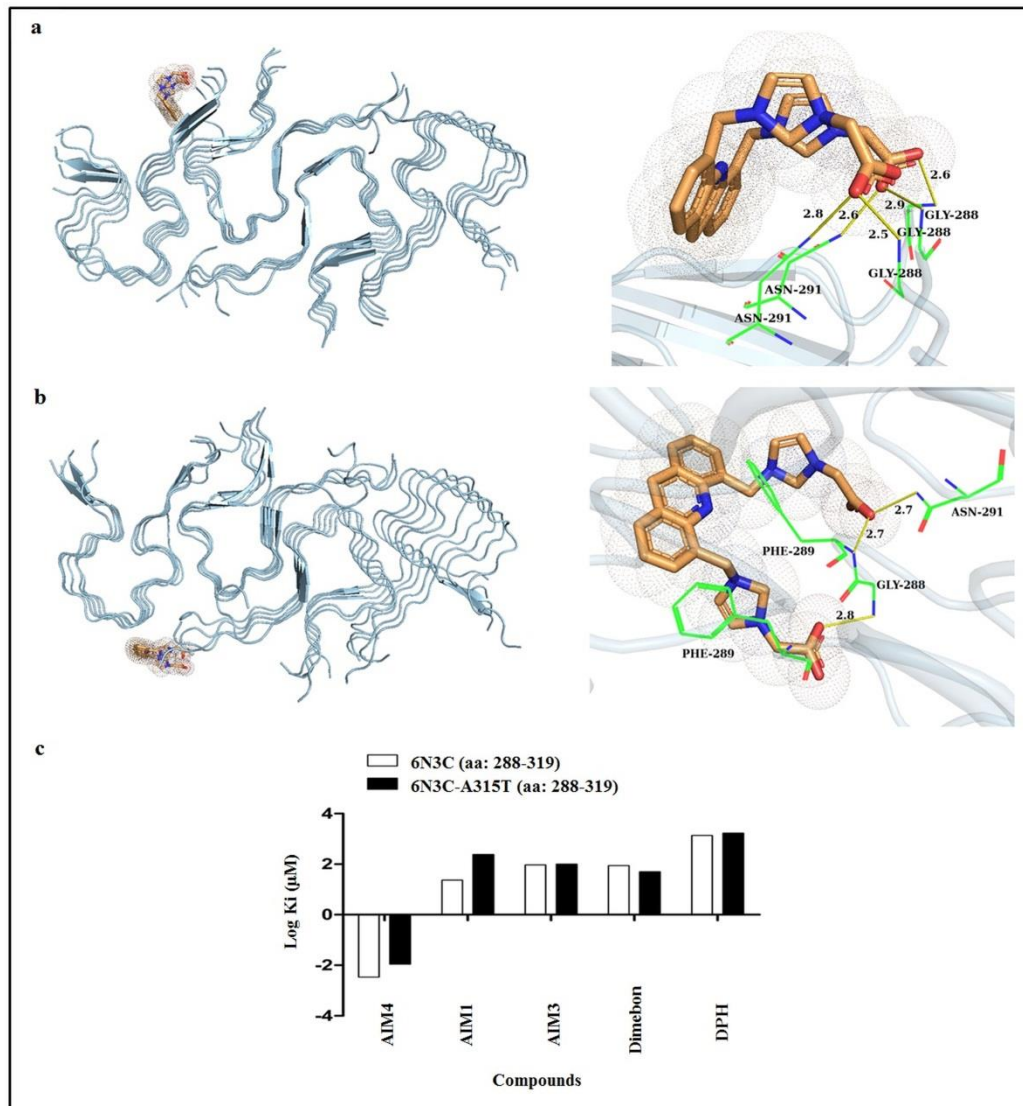 a
2.6
2.8
2.6
2.9
GLY-288
GLY-288
2.5
GLY-288
ASN-291
ASN-291
b
2.7
ASN-291
2.7
PHE-289
GLY-288
2.8
PHE-289
c
6N3C (aa: 288-319)
6N3C-A315T (aa: 288-319)
4
2
0
-2
-4
Log Ki (µM)
AIM4
AIM1
AIM3
Dimebon
DPH
Compounds